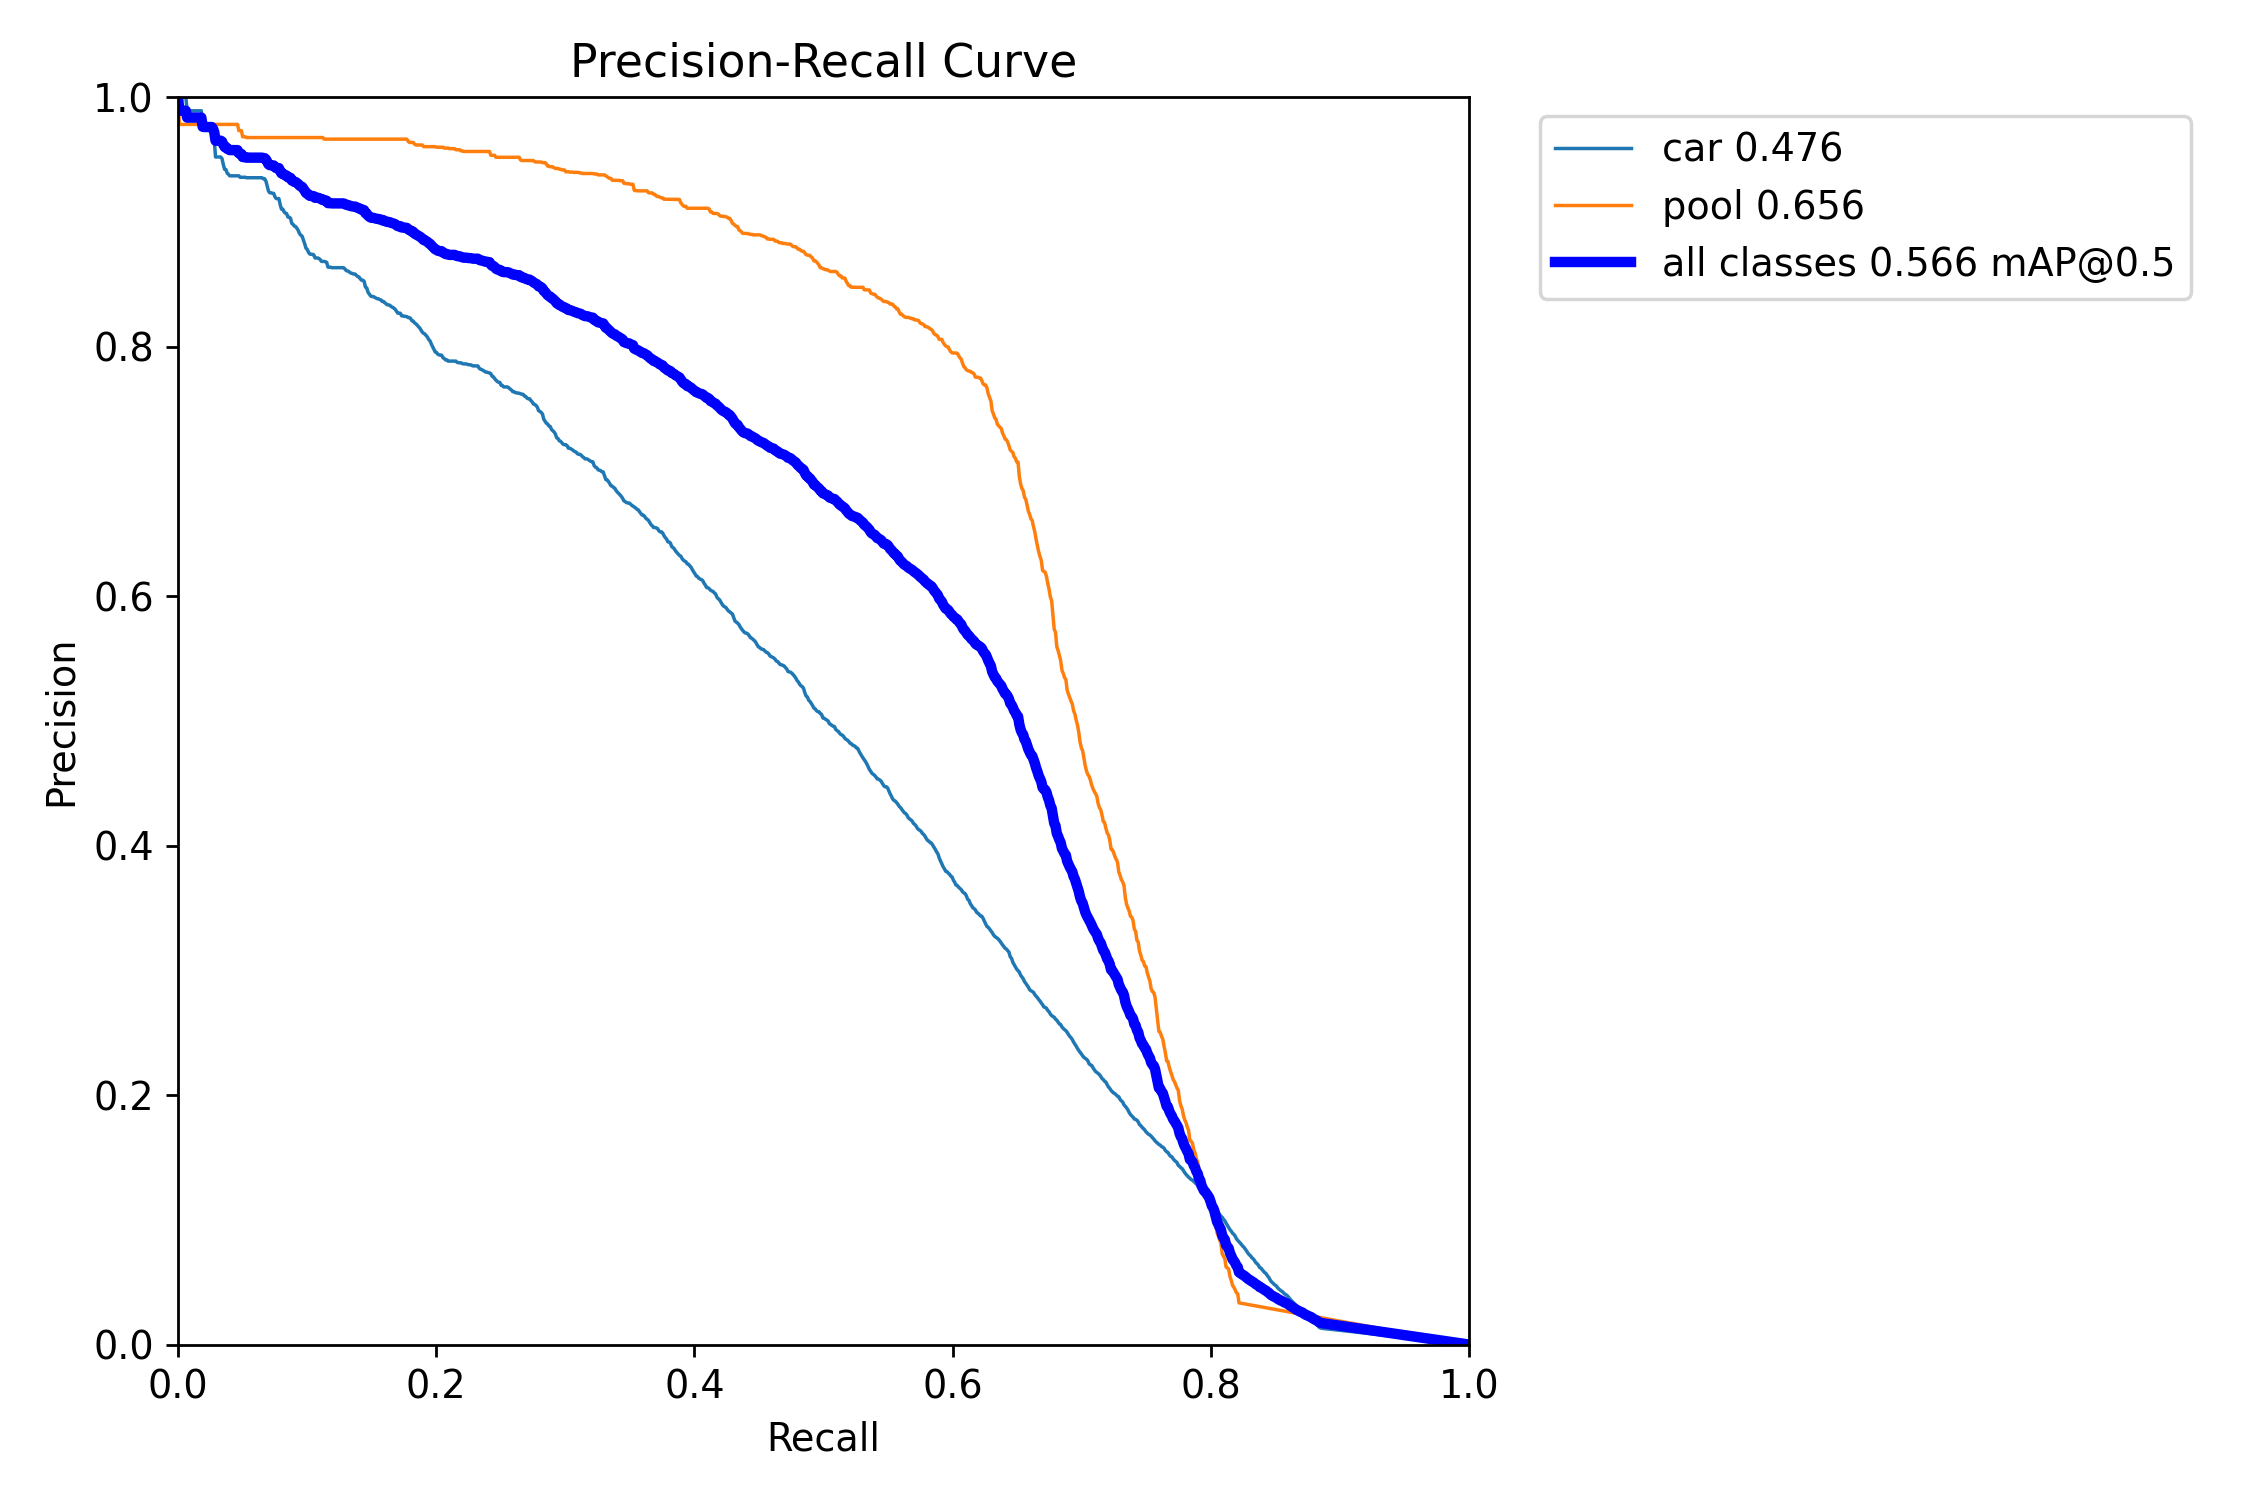 Precision-Recall Curve
car 0.476
pool 0.656
all classes 0.566 mAP@0.5
1.0
0.8
0.6
0.4
0.2
0.0
Precision
0.0 0.2 0.4 0.6 0.8 1.0
Recall